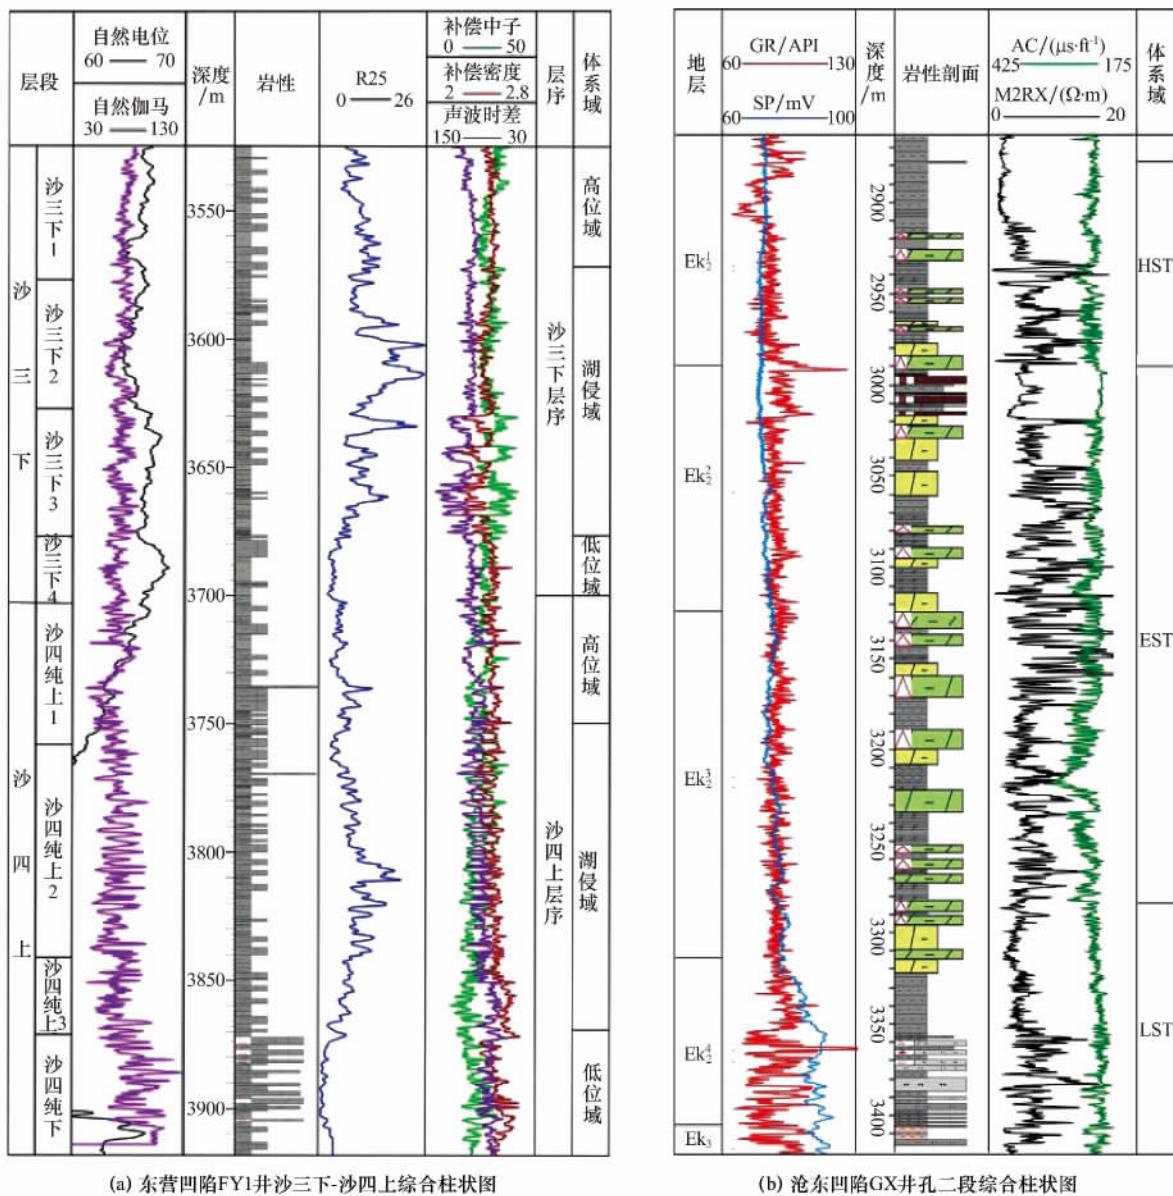 层段
自然电位
60 70
自然伽马
30 130
深度
/m
岩性
R25
0 26
补偿中子
0 50
补偿密度
2 2.8
声波时差
150 30
层序
体系域
沙三下
沙四上
沙三下1
沙三下2
沙三下3
沙三下4
沙四纯上1
沙四纯上2
沙四纯上3
沙四纯下
3550
3600
3650
3700
3750
3800
3850
3900
沙三下层序
沙四上层序
高位域
湖侵域
低位域
高位域
湖侵域
低位域
(a) 东营凹陷FY1井沙三下-沙四上综合柱状图
地层
GR/API
60 130
SP/mV
60 100
深度
/m
岩性剖面
AC/(μs·ft⁻¹)
425 175
M2RX/(Ω·m)
0 20
体系域
Ek₂¹
Ek₂²
Ek₂³
Ek₂⁴
Ek₃
2900
2950
3000
3050
3100
3150
3200
3250
3300
3350
3400
HST
EST
LST
(b) 沧东凹陷GX井孔二段综合柱状图